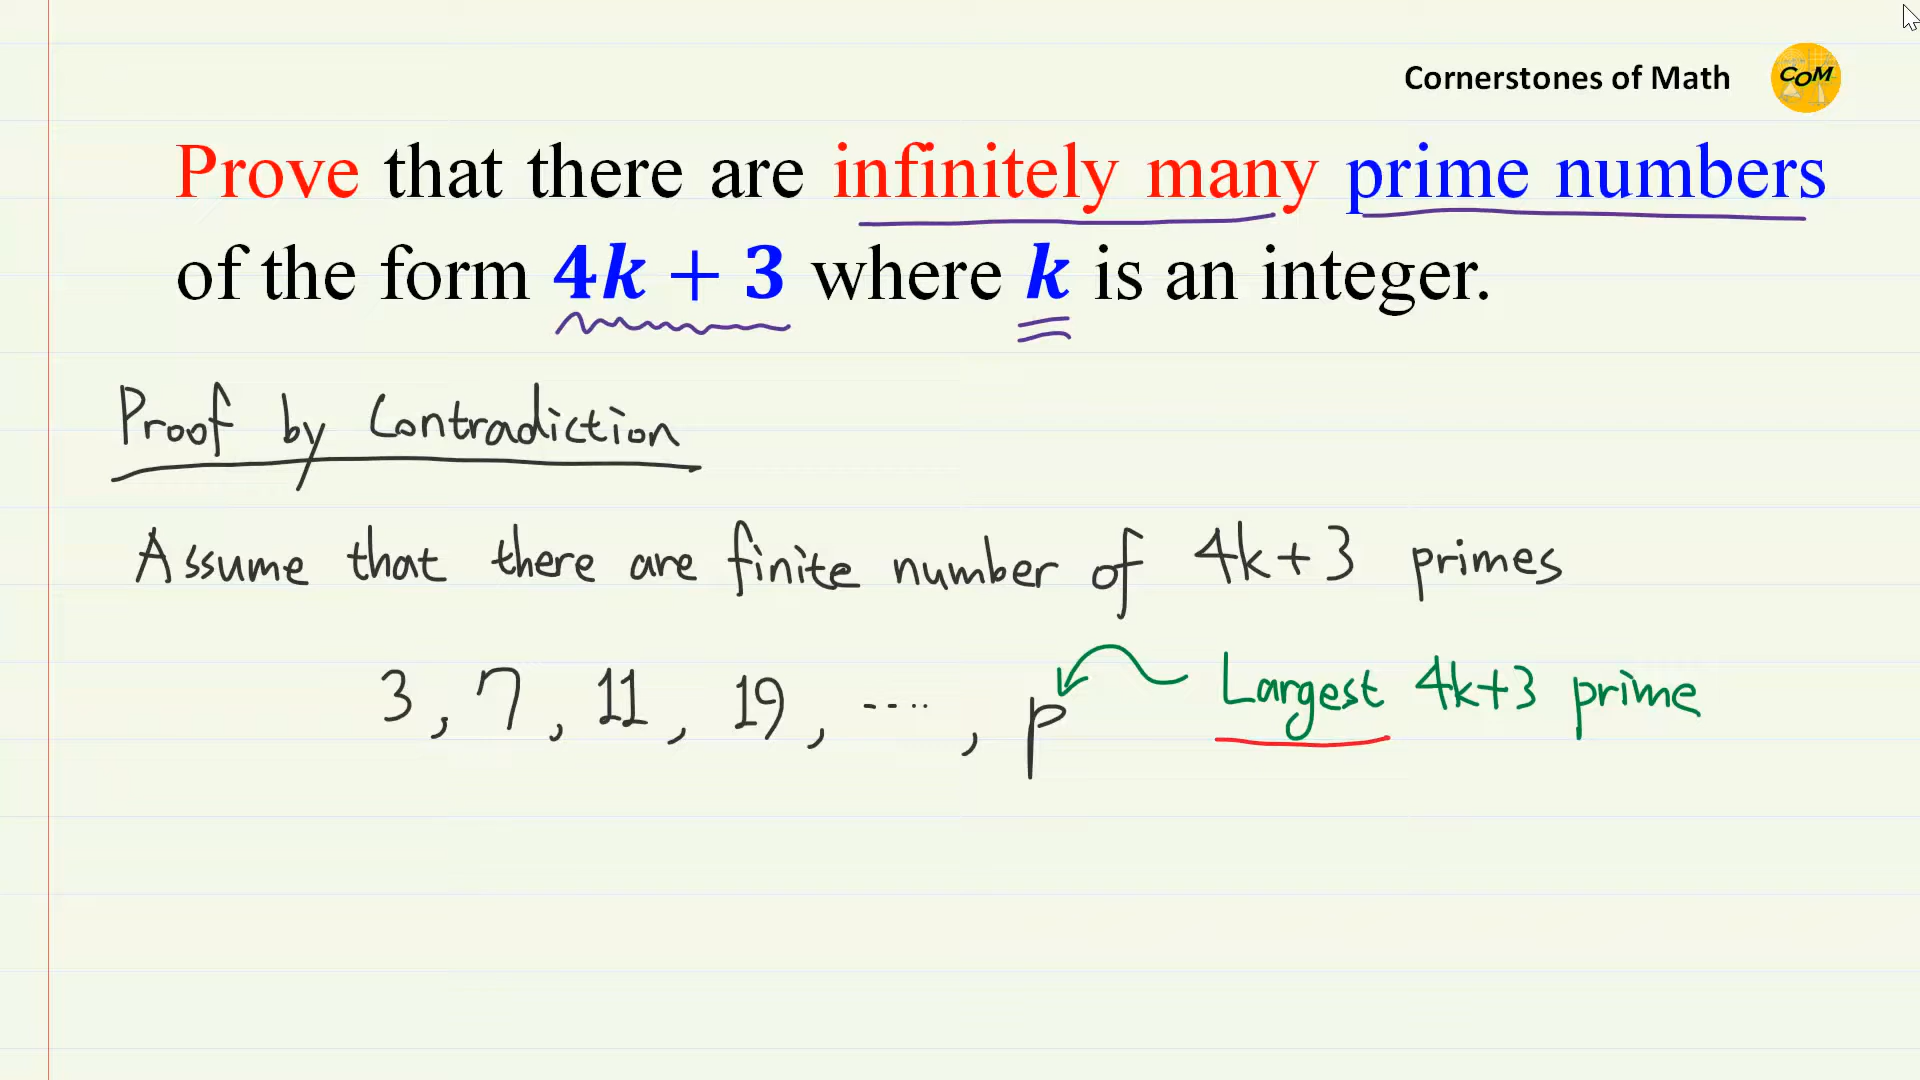 Cornerstones of Math
COM
Prove that there are infinitely many prime numbers
of the form 4k + 3 where k is an integer.
Proof by Contradiction
Assume that there are finite number of 4k+3 primes
3, 7, 11, 19, ....., p Largest 4k+3 prime